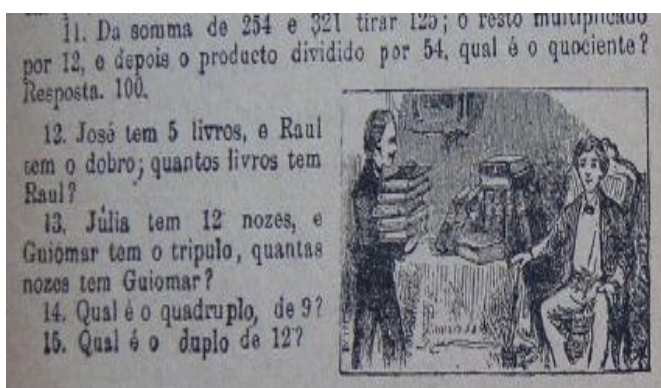 11. Da somma de 254 e 321 tirar 125; o resto multiplicado
por 12, e depois o producto dividido por 54, qual é o quociente?
Resposta. 100.
12. José tem 5 livros, e Raul
tem o dobro; quantos livros tem
Raul?
13. Júlia tem 12 nozes, e
Guiomar tem o tripulo, quantas
nozes tem Guiomar?
14. Qual é o quadruplo, de 9?
15. Qual é o duplo de 12?